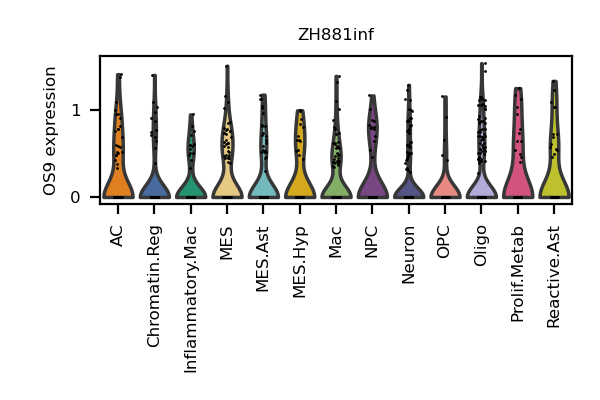 ZH881inf
OS9 expression
1
0
AC
Chromatin.Reg
Inflammatory.Mac
MES
MES.Ast
MES.Hyp
Mac
NPC
Neuron
OPC
Oligo
Prolif.Metab
Reactive.Ast